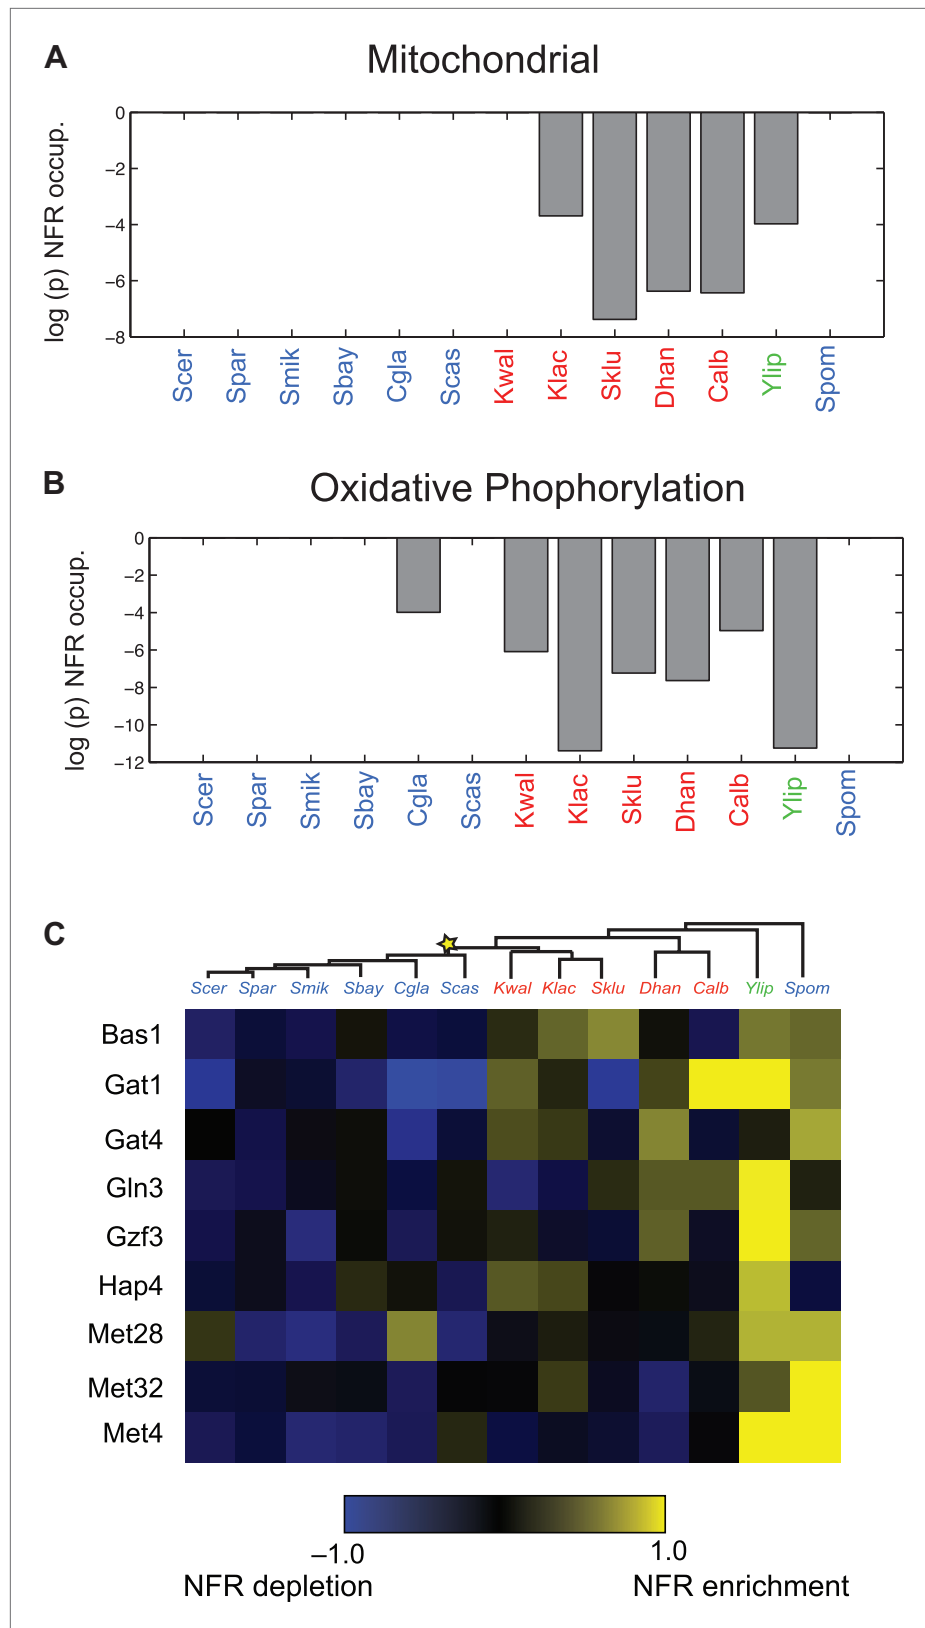 A
Mitochondrial
log (p) NFR occup.
0
−2
−4
−6
−8
Scer Spar Smik Sbay Cgla Scas Kwal Klac Sklu Dhan Calb Ylip Spom
B
Oxidative Phophorylation
log (p) NFR occup.
0
−2
−4
−6
−8
−10
−12
Scer Spar Smik Sbay Cgla Scas Kwal Klac Sklu Dhan Calb Ylip Spom
C
Scer Spar Smik Sbay Cgla Scas Kwal Klac Sklu Dhan Calb Ylip Spom
Bas1
Gat1
Gat4
Gln3
Gzf3
Hap4
Met28
Met32
Met4
−1.0 1.0
NFR depletion NFR enrichment